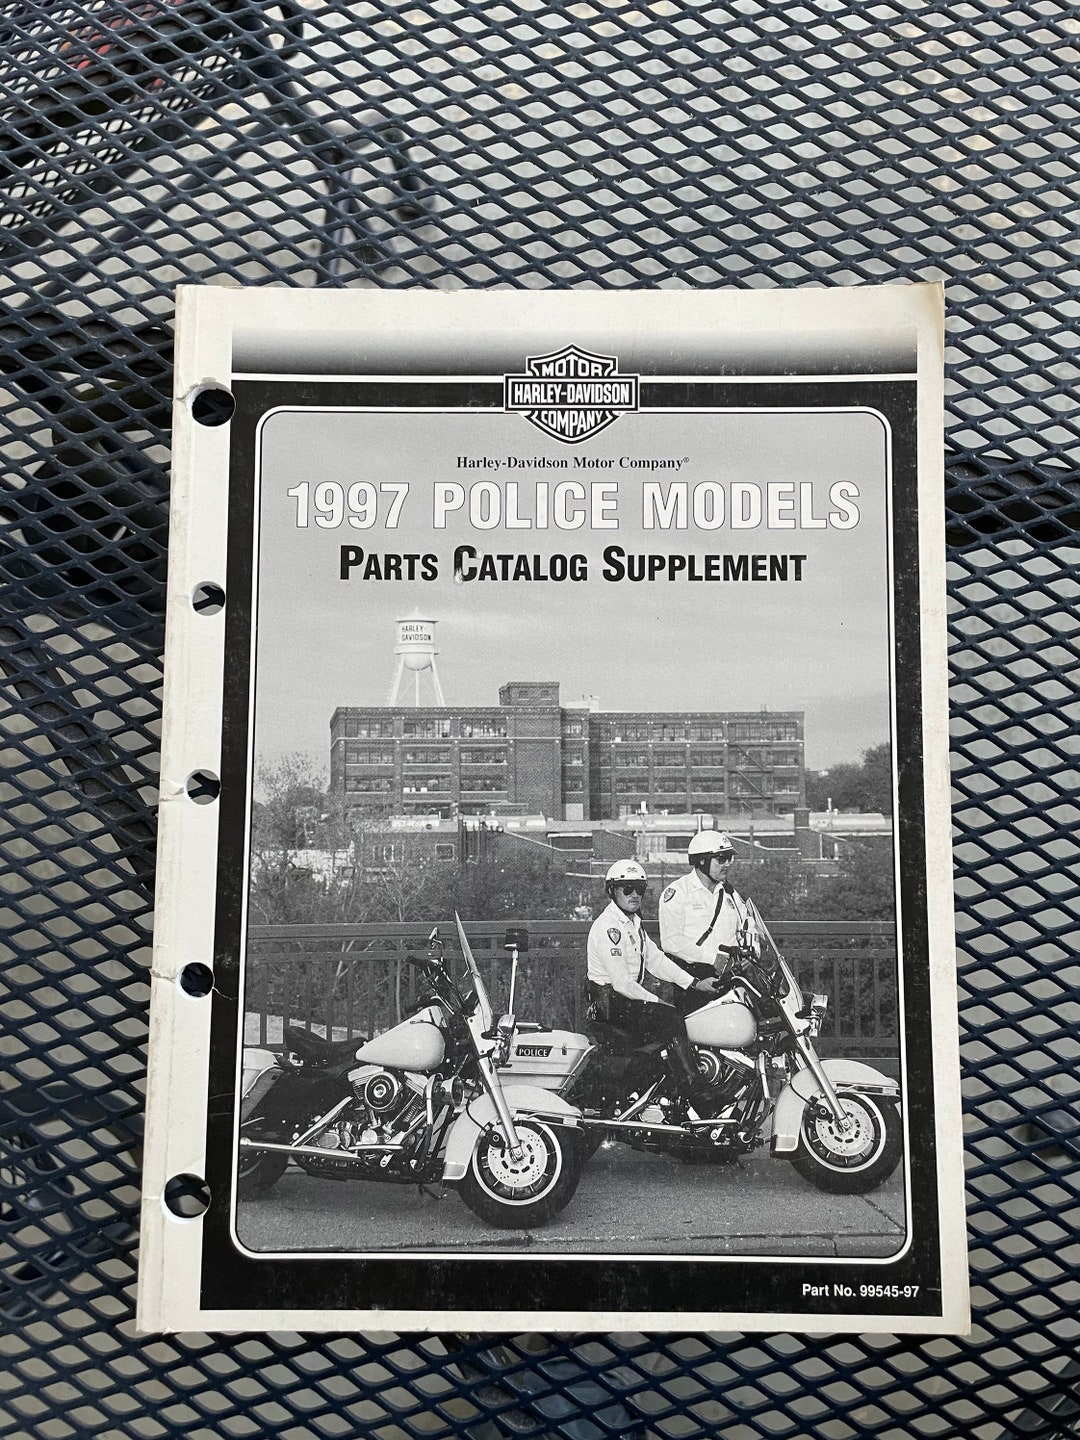 MOTOR
HARLEY-DAVIDSON
COMPANY
Harley-Davidson Motor Company®
1997 POLICE MODELS
PARTS CATALOG SUPPLEMENT
HARLEY-
DAVIDSON
POLICE
Part No. 99545-97